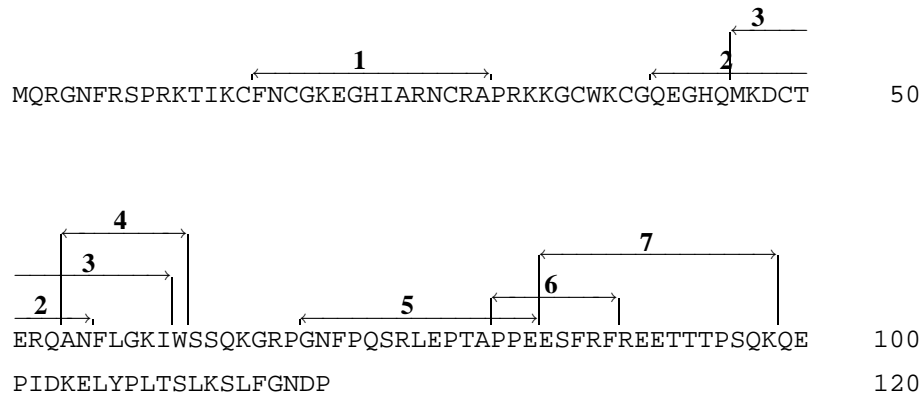 3
1 2
MQRGNFRSPRKTIKCFNCGKEGHIARNCRAPRKKGCWKCGQEGHQMKDCT 50
4
3 7
2 5 6
ERQANFLGKIWSSQKGRPGNFPQSRLEPTAPPEESFRFREETTTPSQKQE 100
PIDKELYPLTSLKSLFGNDP 120